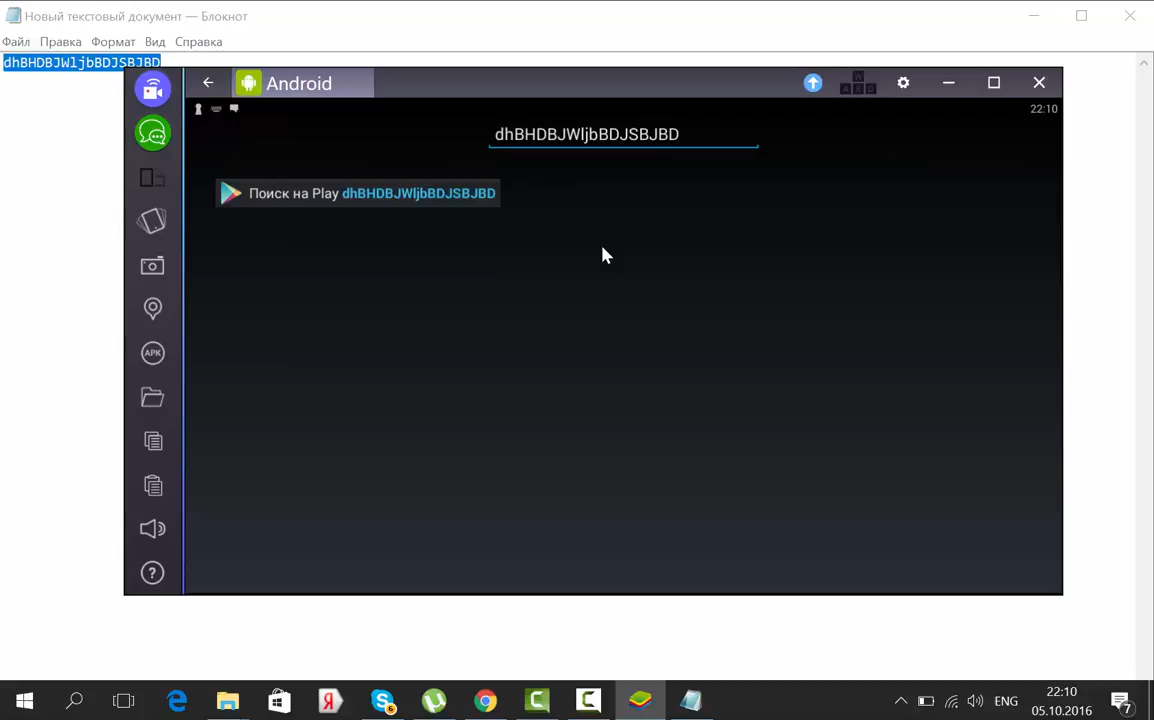 Новый текстовый документ — Блокнот
Файл Правка Формат Вид Справка
dhBHDBJWljbBDJSBJBD
Android
W
A S D
22:10
dhBHDBJWljbBDJSBJBD
Поиск на Play dhBHDBJWljbBDJSBJBD
APK
?
Я
6
ENG
22:10
05.10.2016
7